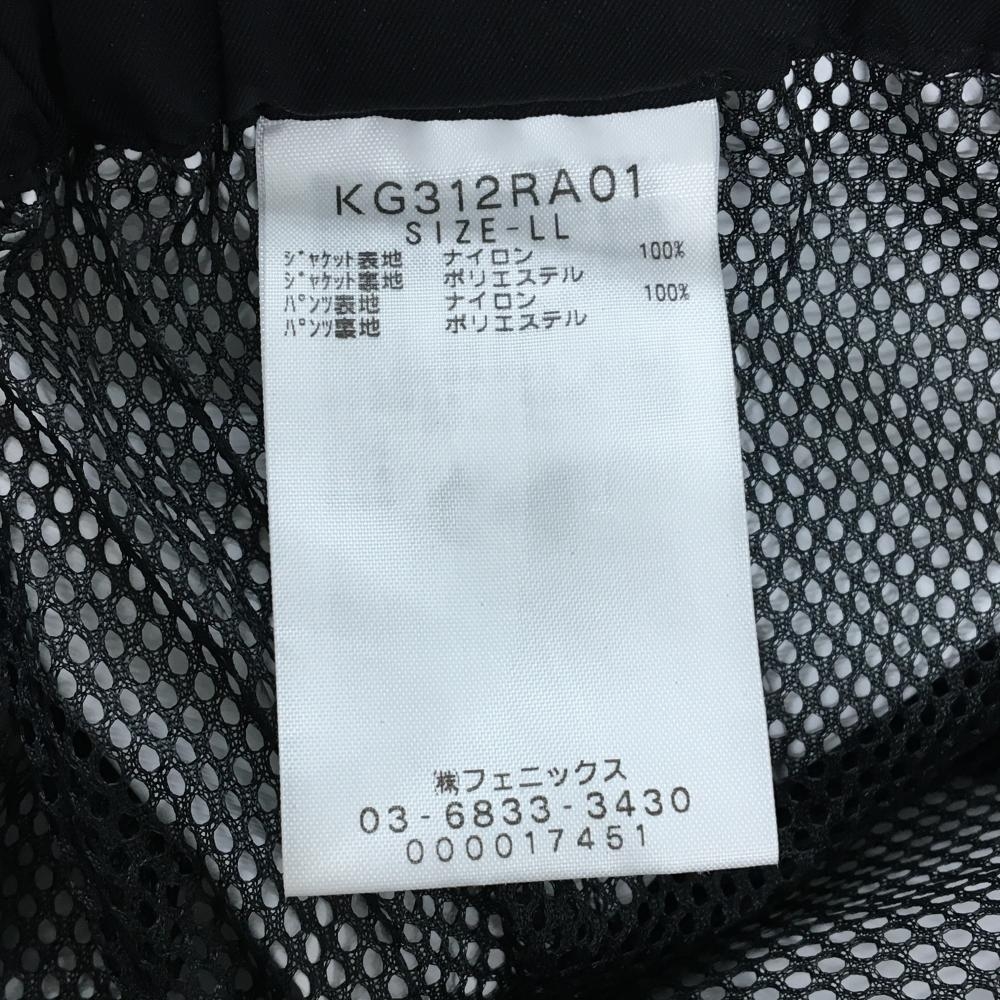 KG312RA01
SIZE-LL
ｼﾞｬｹｯﾄ表地 ナイロン 100%
ｼﾞｬｹｯﾄ裏地 ポリエステル
ﾊﾟﾝﾂ表地 ナイロン 100%
ﾊﾟﾝﾂ裏地 ポリエステル
㈱フェニックス
03-6833-3430
000017451